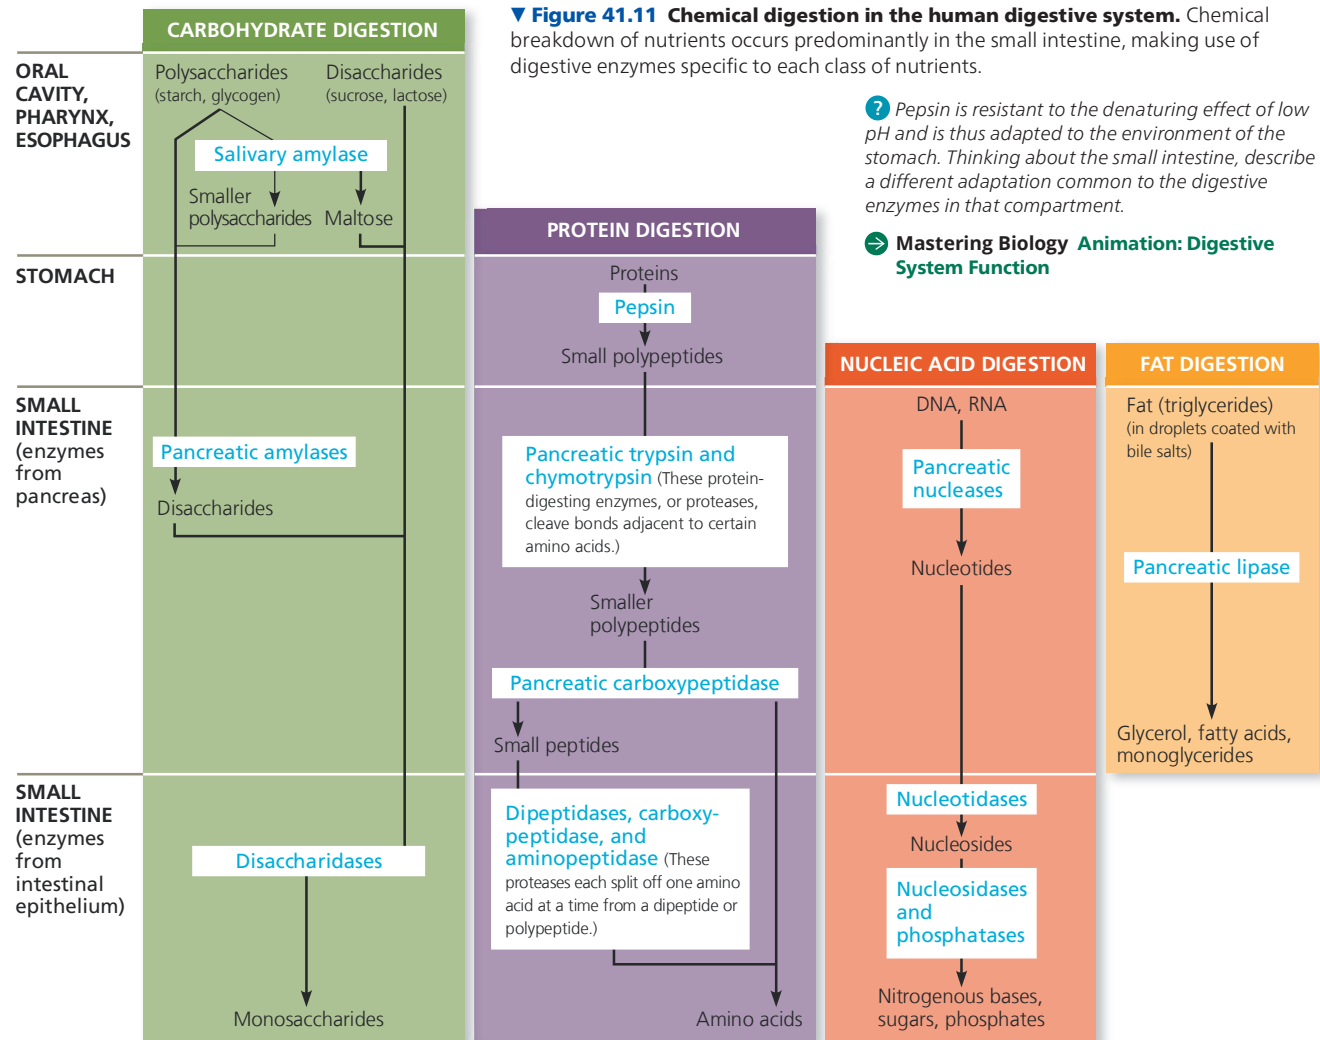 ▼ Figure 41.11 Chemical digestion in the human digestive system. Chemical
breakdown of nutrients occurs predominantly in the small intestine, making use of
digestive enzymes specific to each class of nutrients.
? Pepsin is resistant to the denaturing effect of low
pH and is thus adapted to the environment of the
stomach. Thinking about the small intestine, describe
a different adaptation common to the digestive
enzymes in that compartment.
Mastering Biology Animation: Digestive
System Function
CARBOHYDRATE DIGESTION
ORAL
CAVITY,
PHARYNX,
ESOPHAGUS
Polysaccharides
(starch, glycogen)
Disaccharides
(sucrose, lactose)
Salivary amylase
Smaller
polysaccharides
Maltose
PROTEIN DIGESTION
STOMACH
Proteins
Pepsin
Small polypeptides
NUCLEIC ACID DIGESTION
FAT DIGESTION
SMALL
INTESTINE
(enzymes
from
pancreas)
Pancreatic amylases
Disaccharides
Pancreatic trypsin and
chymotrypsin (These protein-
digesting enzymes, or proteases,
cleave bonds adjacent to certain
amino acids.)
Smaller
polypeptides
Pancreatic carboxypeptidase
Small peptides
DNA, RNA
Pancreatic
nucleases
Nucleotides
Fat (triglycerides)
(in droplets coated with
bile salts)
Pancreatic lipase
Glycerol, fatty acids,
monoglycerides
SMALL
INTESTINE
(enzymes
from
intestinal
epithelium)
Disaccharidases
Monosaccharides
Dipeptidases, carboxy-
peptidase, and
aminopeptidase (These
proteases each split off one amino
acid at a time from a dipeptide or
polypeptide.)
Amino acids
Nucleotidases
Nucleosides
Nucleosidases
and
phosphatases
Nitrogenous bases,
sugars, phosphates